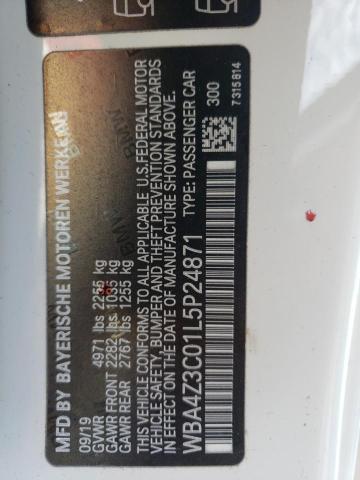 MFD BY BAYERISCHE MOTOREN WERKE AG
09/19
GVWR 4971 lbs 2255 kg
GAWR FRONT 2282 lbs 1035 kg
GAWR REAR 2767 lbs 1255 kg
THIS VEHICLE CONFORMS TO ALL APPLICABLE U.S.FEDERAL MOTOR
VEHICLE SAFETY, BUMPER AND THEFT PREVENTION STANDARDS
IN EFFECT ON THE DATE OF MANUFACTURE SHOWN ABOVE.
WBA4Z3C01L5P24871 TYPE: PASSENGER CAR
300
7315814